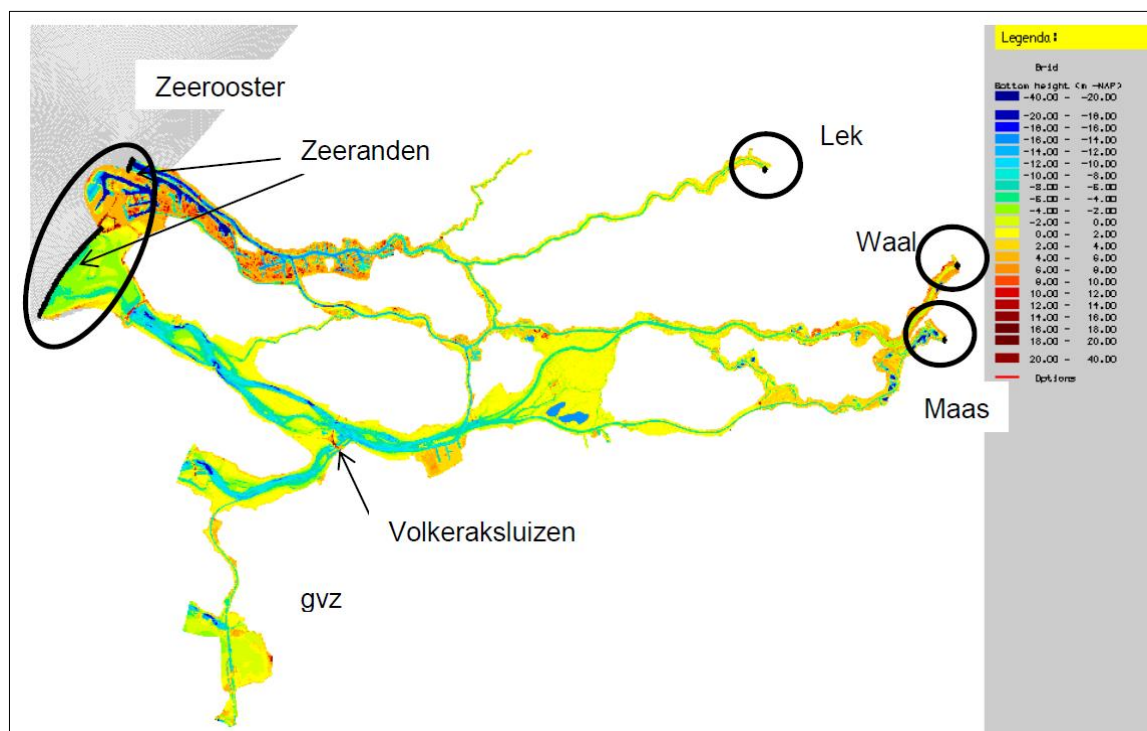 Zeerooster
Zeeranden
Lek
Waal
Maas
Volkeraksluizen
gvz
Legenda:
Brid
Bottom height (m -NAP)
-40.00 - -20.00
-20.00 - -18.00
-18.00 - -16.00
-16.00 - -14.00
-14.00 - -12.00
-12.00 - -10.00
-10.00 - -8.00
-8.00 - -6.00
-6.00 - -4.00
-4.00 - -2.00
-2.00 - 0.00
0.00 - 2.00
2.00 - 4.00
4.00 - 6.00
6.00 - 8.00
8.00 - 10.00
10.00 - 12.00
12.00 - 14.00
14.00 - 16.00
16.00 - 18.00
18.00 - 20.00
20.00 - 40.00
Options